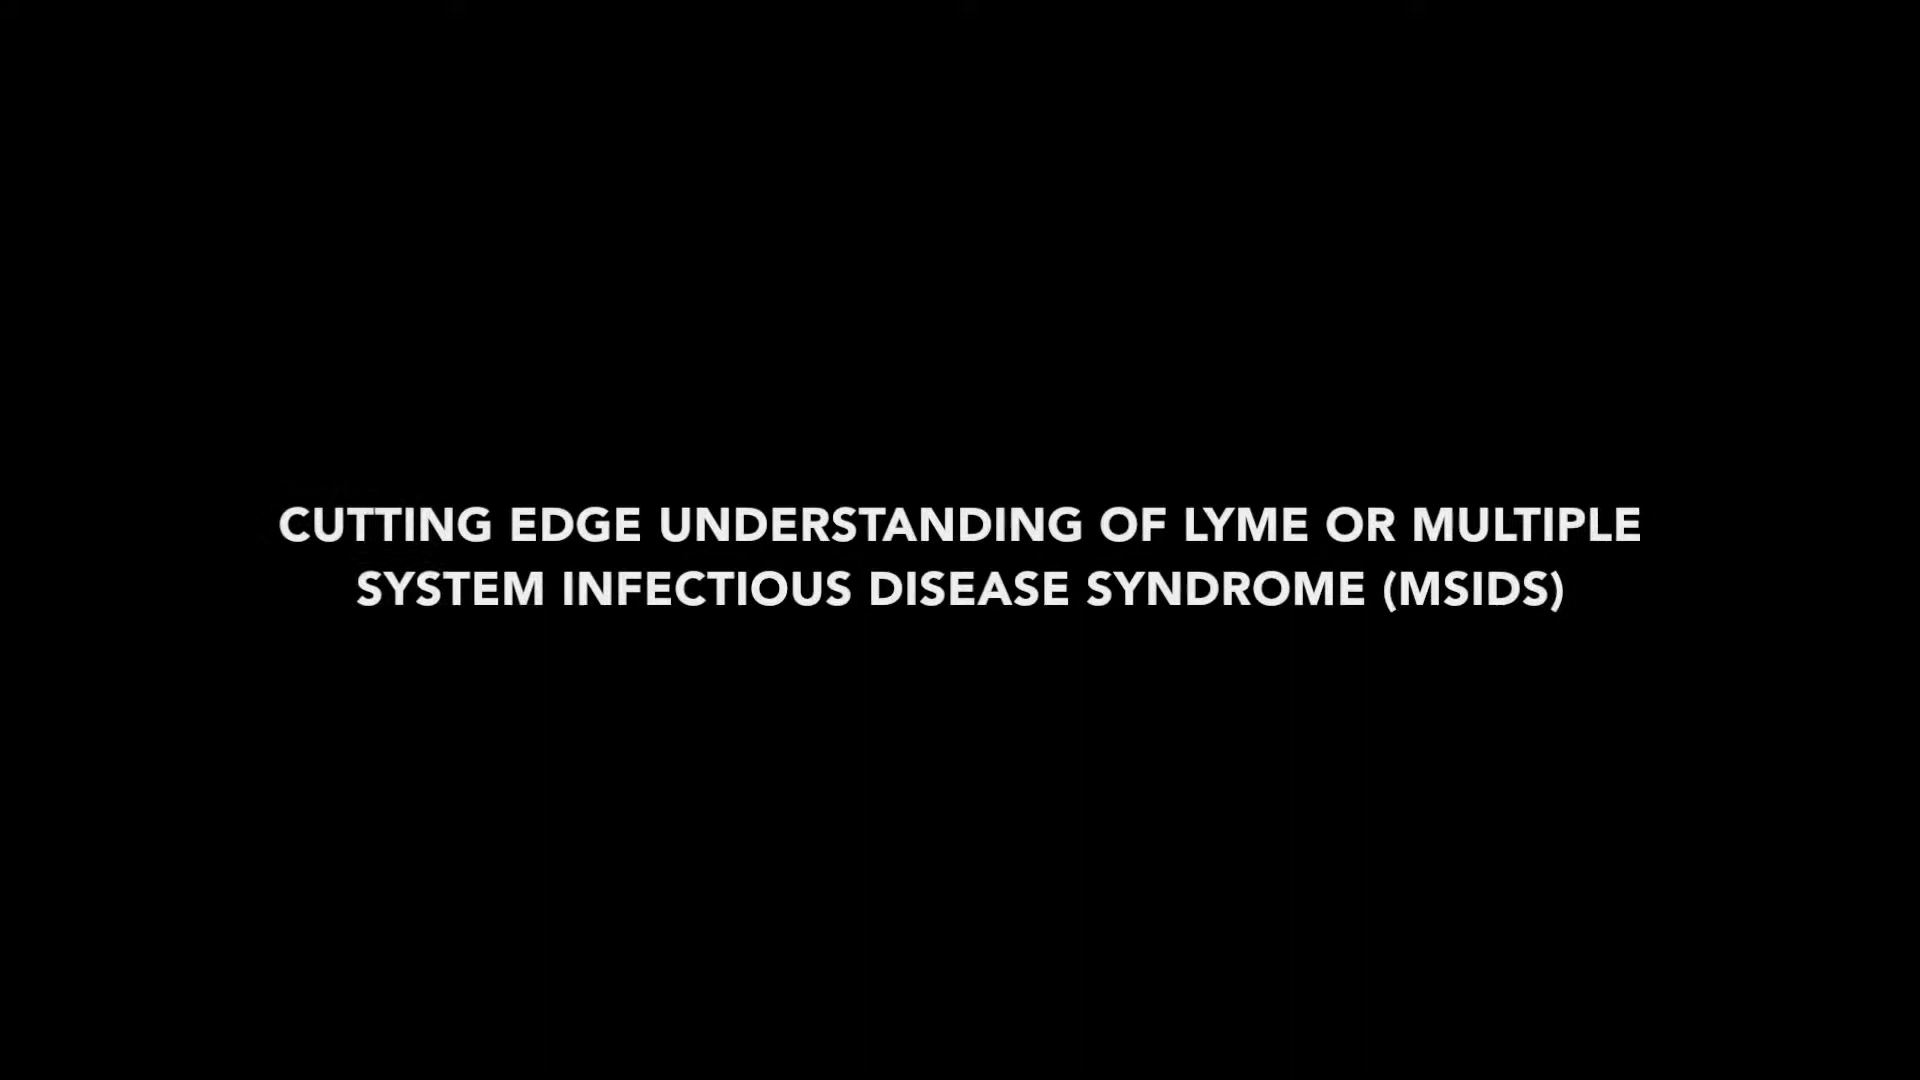 CUTTING EDGE UNDERSTANDING OF LYME OR MULTIPLE
SYSTEM INFECTIOUS DISEASE SYNDROME (MSIDS)